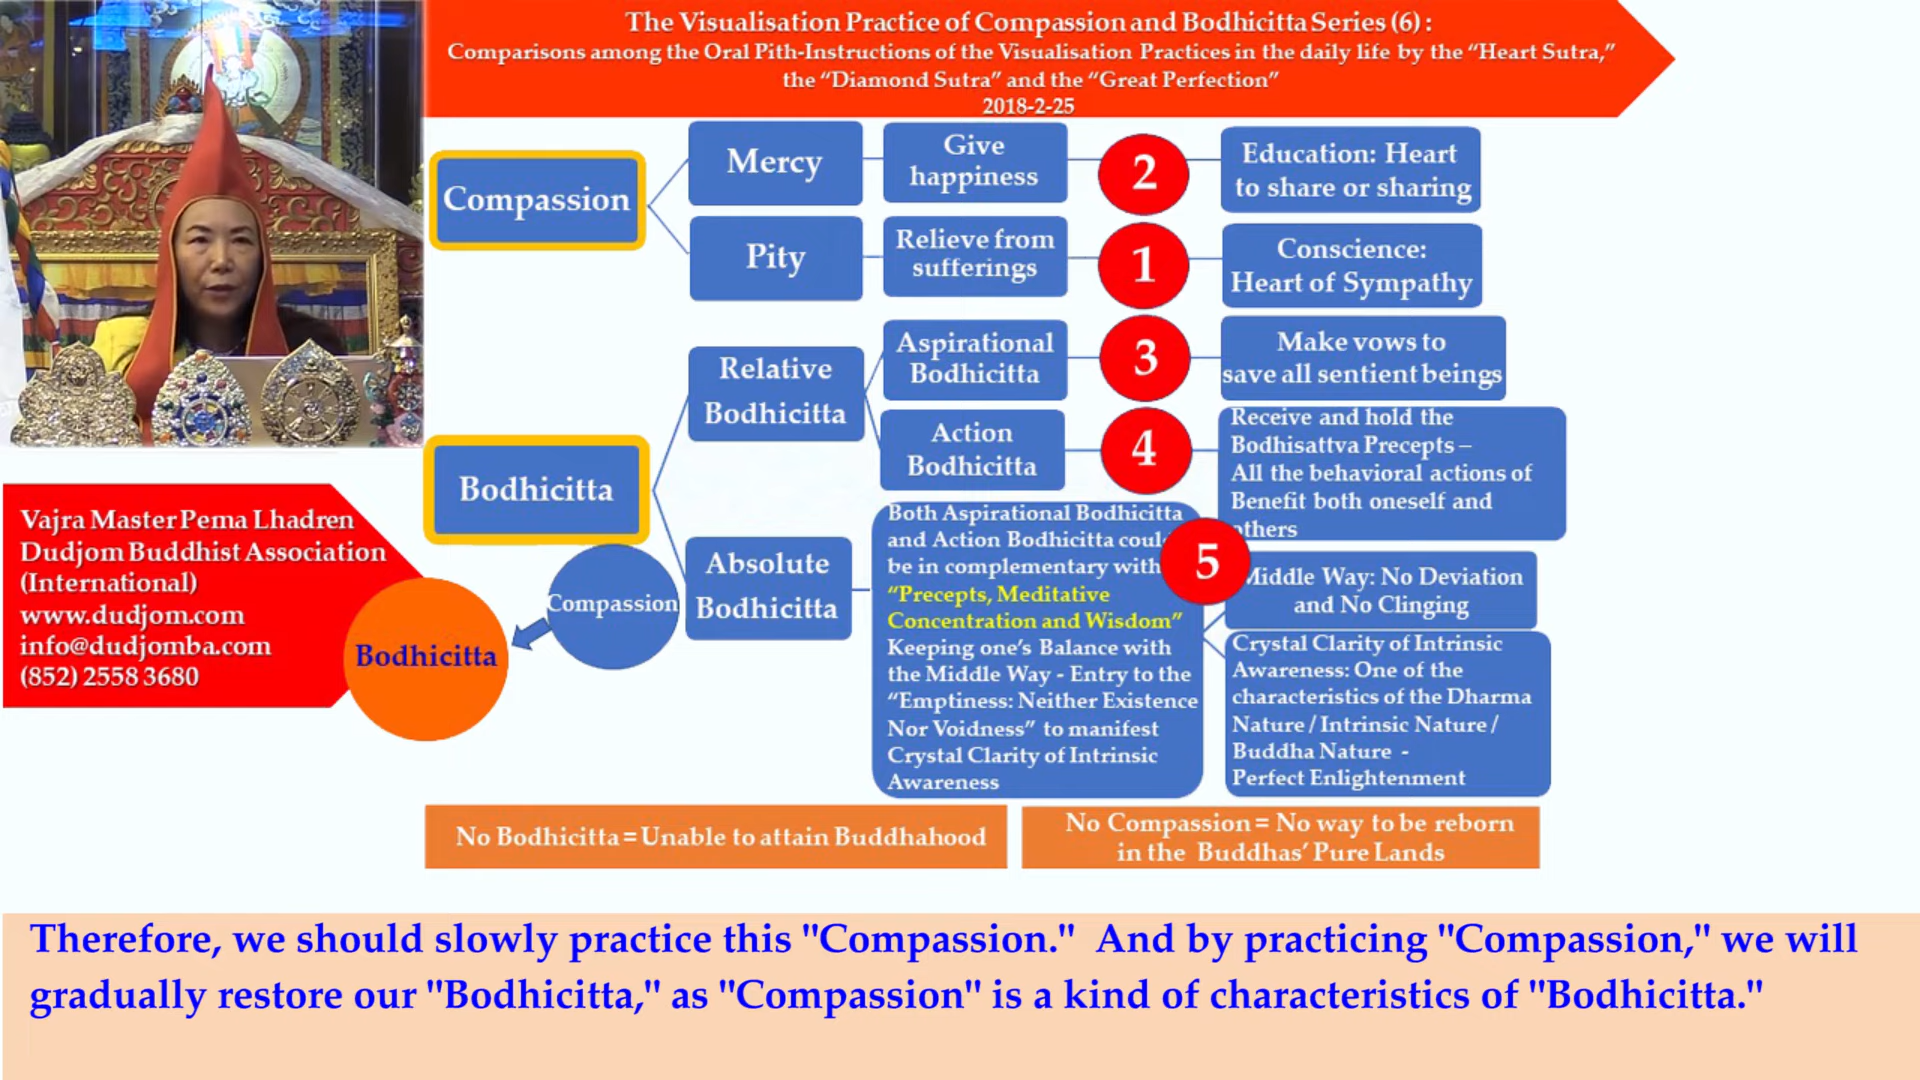 The Visualisation Practice of Compassion and Bodhicitta Series (6) :
Comparisons among the Oral Pith-Instructions of the Visualisation Practices in the daily life by the “Heart Sutra,”
the “Diamond Sutra” and the “Great Perfection”
2018-2-25
Compassion
Mercy
Give
happiness
2
Education: Heart
to share or sharing
Pity
Relieve from
sufferings
1
Conscience:
Heart of Sympathy
Bodhicitta
Relative
Bodhicitta
Aspirational
Bodhicitta
3
Make vows to
save all sentient beings
Action
Bodhicitta
4
Receive and hold the
Bodhisattva Precepts –
All the behavioral actions of
Benefit both oneself and
others
Absolute
Bodhicitta
Both Aspirational Bodhicitta
and Action Bodhicitta could
be in complementary with
“Precepts, Meditative
Concentration and Wisdom”
Keeping one’s Balance with
the Middle Way - Entry to the
“Emptiness: Neither Existence
Nor Voidness” to manifest
Crystal Clarity of Intrinsic
Awareness
5
Middle Way: No Deviation
and No Clinging
Crystal Clarity of Intrinsic
Awareness: One of the
characteristics of the Dharma
Nature / Intrinsic Nature /
Buddha Nature -
Perfect Enlightenment
Vajra Master Pema Lhadren
Dudjom Buddhist Association
(International)
www.dudjom.com
info@dudjomba.com
(852) 2558 3680
Compassion
Bodhicitta
No Bodhicitta = Unable to attain Buddhahood
No Compassion = No way to be reborn
in the Buddhas’ Pure Lands
Therefore, we should slowly practice this "Compassion." And by practicing "Compassion," we will
gradually restore our "Bodhicitta," as "Compassion" is a kind of characteristics of "Bodhicitta."